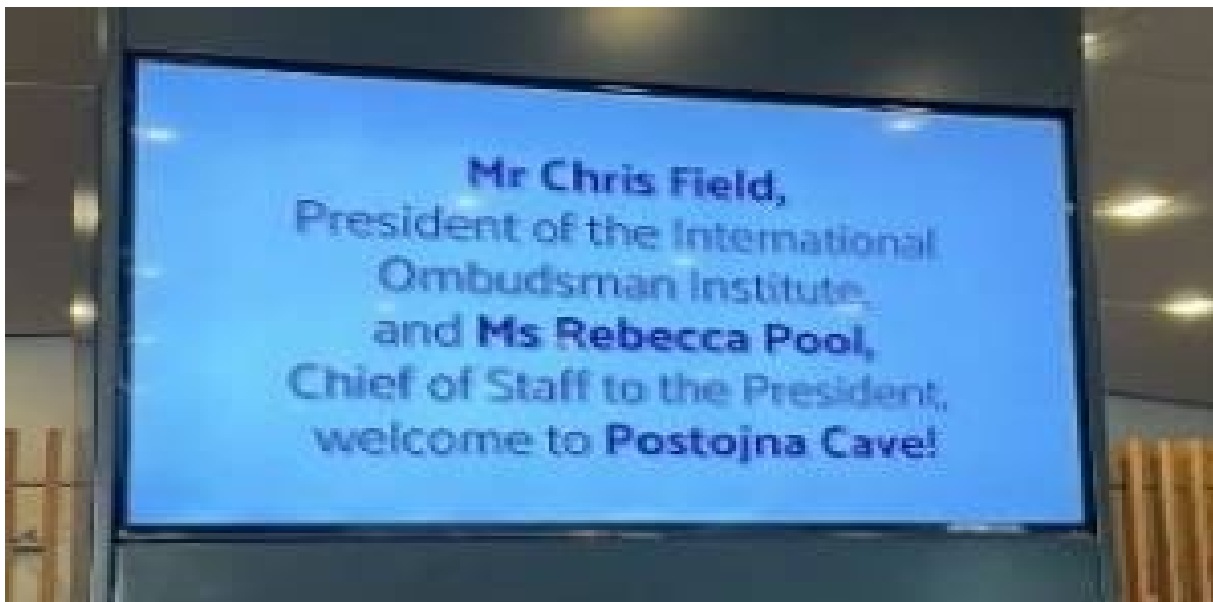 Mr Chris Field,
President of the International
Ombudsman Institute,
and Ms Rebecca Pool,
Chief of Staff to the President,
welcome to Postojna Cave!